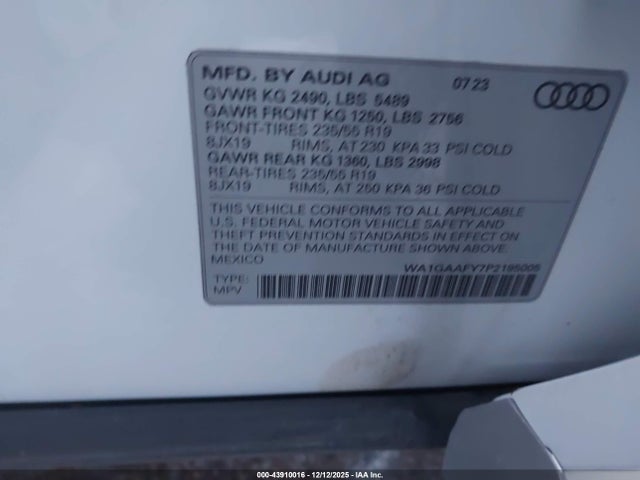 MFD. BY AUDI AG 07 23
GVWR KG 2490, LBS 5489
GAWR FRONT KG 1250, LBS 2756
FRONT-TIRES 235/55 R19
8JX19 RIMS, AT 230 KPA 33 PSI COLD
GAWR REAR KG 1360, LBS 2998
REAR-TIRES 235/55 R19
8JX19 RIMS, AT 250 KPA 36 PSI COLD
THIS VEHICLE CONFORMS TO ALL APPLICABLE
U.S. FEDERAL MOTOR VEHICLE SAFETY AND
THEFT PREVENTION STANDARDS IN EFFECT ON THE
DATE OF MANUFACTURE SHOWN ABOVE.
MEXICO WA1GAAFY7P2195005
TYPE:
MPV
000-43910016 - 12/12/2025 - IAA Inc.